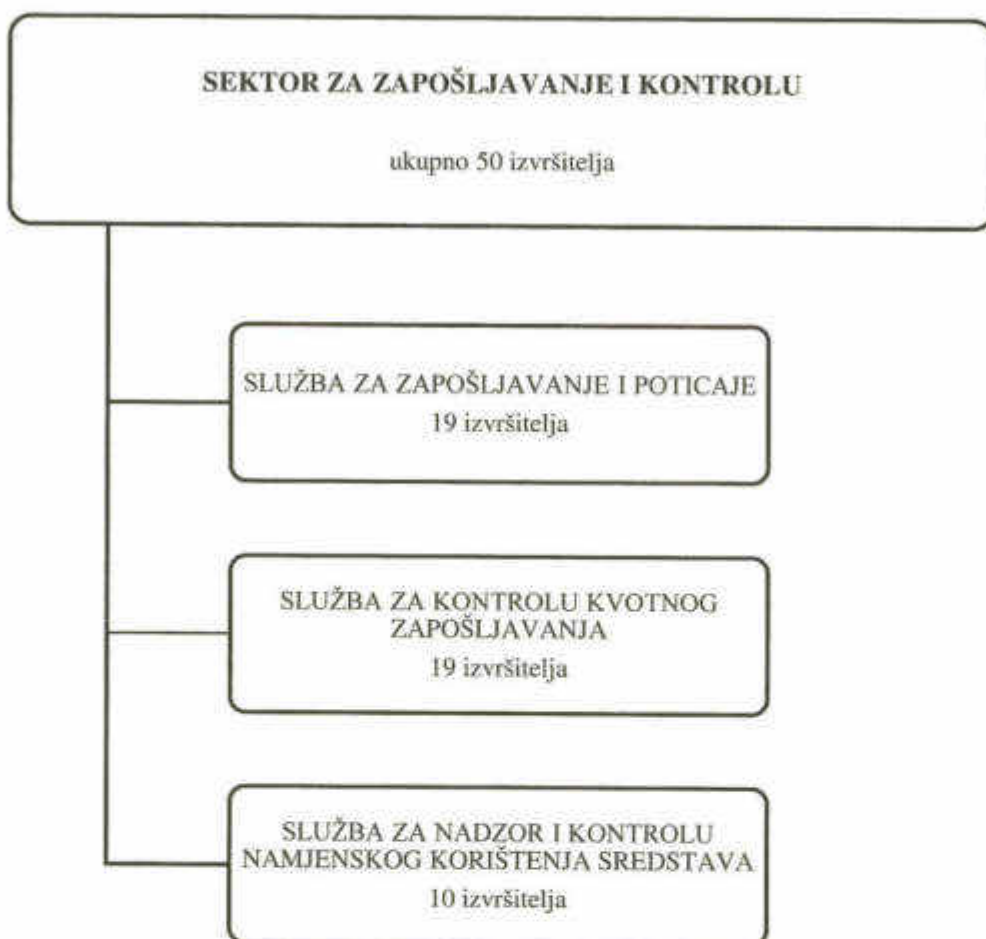 SEKTOR ZA ZAPOŠLJAVANJE I KONTROLU
ukupno 50 izvršitelja
SLUŽBA ZA ZAPOŠLJAVANJE I POTICAJE
19 izvršitelja
SLUŽBA ZA KONTROLU KVOTNOG
ZAPOŠLJAVANJA
19 izvršitelja
SLUŽBA ZA NADZOR I KONTROLU
NAMJENSKOG KORIŠTENJA SREDSTAVA
10 izvršitelja